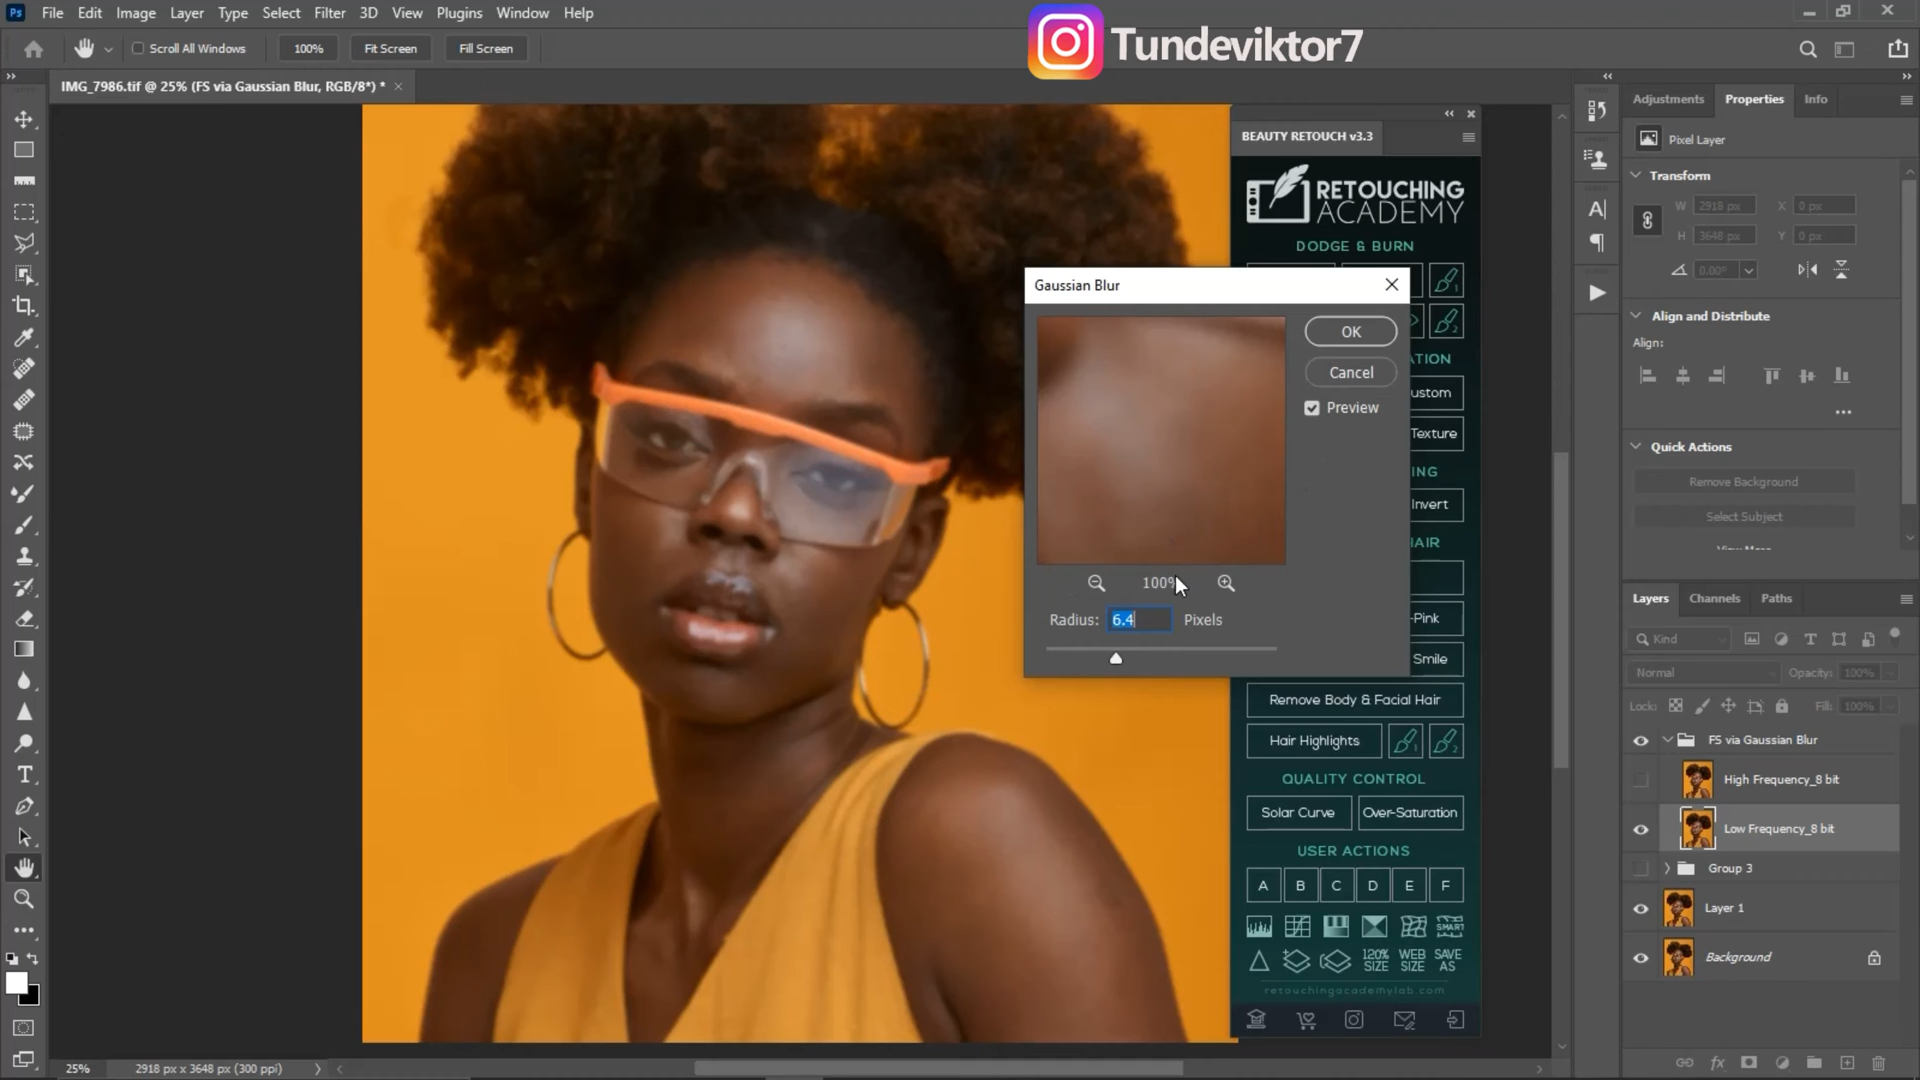 Ps File Edit Image Layer Type Select Filter 3D View Plugins Window Help
Tundeviktor7
Scroll All Windows 100% Fit Screen Fill Screen
IMG_7986.tif @ 25% (FS via Gaussian Blur, RGB/8*) *
BEAUTY RETOUCH v3.3
RETOUCHING
ACADEMY
DODGE & BURN
Gaussian Blur
OK
Cancel
Preview
100%
Radius: 6.4 Pixels
ATION
ustom
Texture
ING
Invert
HAIR
-Pink
Smile
Remove Body & Facial Hair
Hair Highlights
QUALITY CONTROL
Solar Curve Over-Saturation
USER ACTIONS
A B C D E F
SMART
120% SIZE WEB SIZE SAVE AS
retouchingacademylab.com
Adjustments Properties Info
Pixel Layer
Transform
W 2918 px X 0 px
H 3648 px Y 0 px
0.00°
Align and Distribute
Align:
Quick Actions
Remove Background
Select Subject
View More
Layers Channels Paths
Kind
Normal Opacity: 100%
Lock: Fill: 100%
FS via Gaussian Blur
High Frequency_8 bit
Low Frequency_8 bit
Group 3
Layer 1
Background
25% 2918 px x 3648 px (300 ppi)